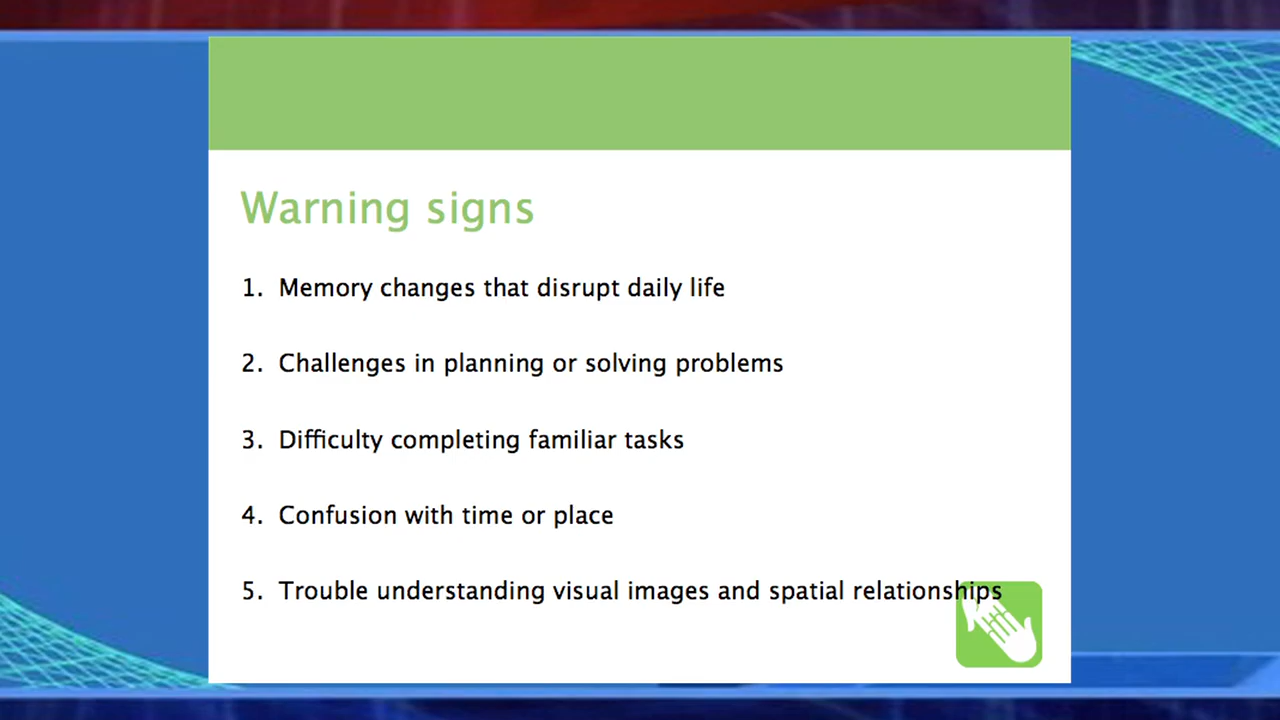 Warning signs
1. Memory changes that disrupt daily life
2. Challenges in planning or solving problems
3. Difficulty completing familiar tasks
4. Confusion with time or place
5. Trouble understanding visual images and spatial relationships